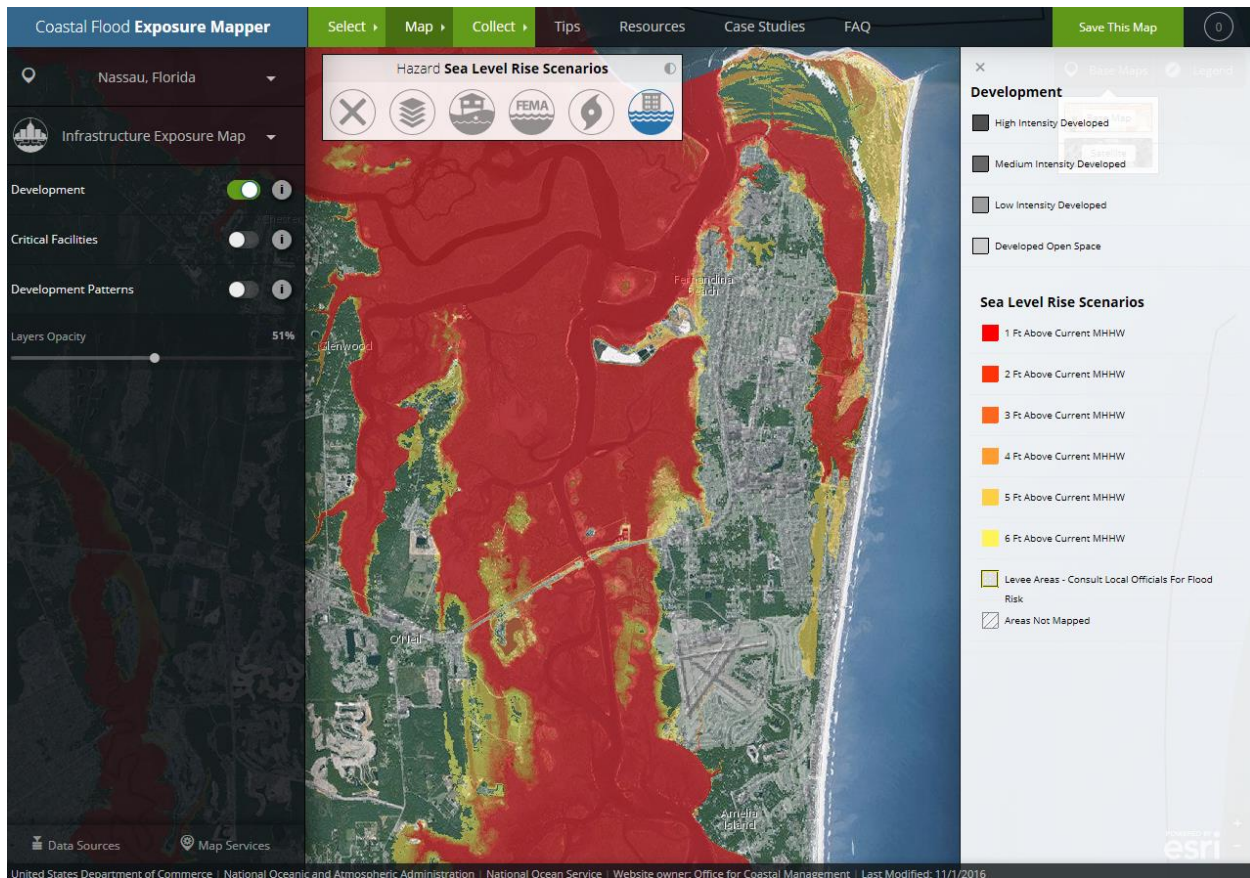 Coastal Flood Exposure Mapper
Select
Map
Collect
Tips
Resources
Case Studies
FAQ
Save This Map
0
Nassau, Florida
Infrastructure Exposure Map
Development
i
Critical Facilities
i
Development Patterns
i
Layers Opacity
51%
Data Sources
Map Services
Hazard Sea Level Rise Scenarios
FEMA
Fernandina
Beach
Glenwood
O'Neil
Amelia
Island
Base Maps
Legend
Development
High Intensity Developed
Medium Intensity Developed
Low Intensity Developed
Developed Open Space
Sea Level Rise Scenarios
1 Ft Above Current MHHW
2 Ft Above Current MHHW
3 Ft Above Current MHHW
4 Ft Above Current MHHW
5 Ft Above Current MHHW
6 Ft Above Current MHHW
Levee Areas - Consult Local Officials For Flood
Risk
Areas Not Mapped
POWERED BY
esri
United States Department of Commerce | National Oceanic and Atmospheric Administration | National Ocean Service | Website owner: Office for Coastal Management | Last Modified: 11/1/2016